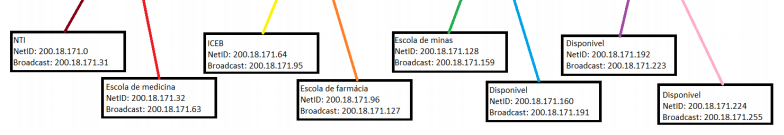 NTI
NetID: 200.18.171.0
Broadcast: 200.18.171.31
Escola de medicina
NetID: 200.18.171.32
Broadcast: 200.18.171.63
ICEB
NetID: 200.18.171.64
Broadcast: 200.18.171.95
Escola de farmácia
NetID: 200.18.171.96
Broadcast: 200.18.171.127
Escola de minas
NetID: 200.18.171.128
Broadcast: 200.18.171.159
Disponivel
NetID: 200.18.171.160
Broadcast: 200.18.171.191
Disponivel
NetID: 200.18.171.192
Broadcast: 200.18.171.223
Disponivel
NetID: 200.18.171.224
Broadcast: 200.18.171.255